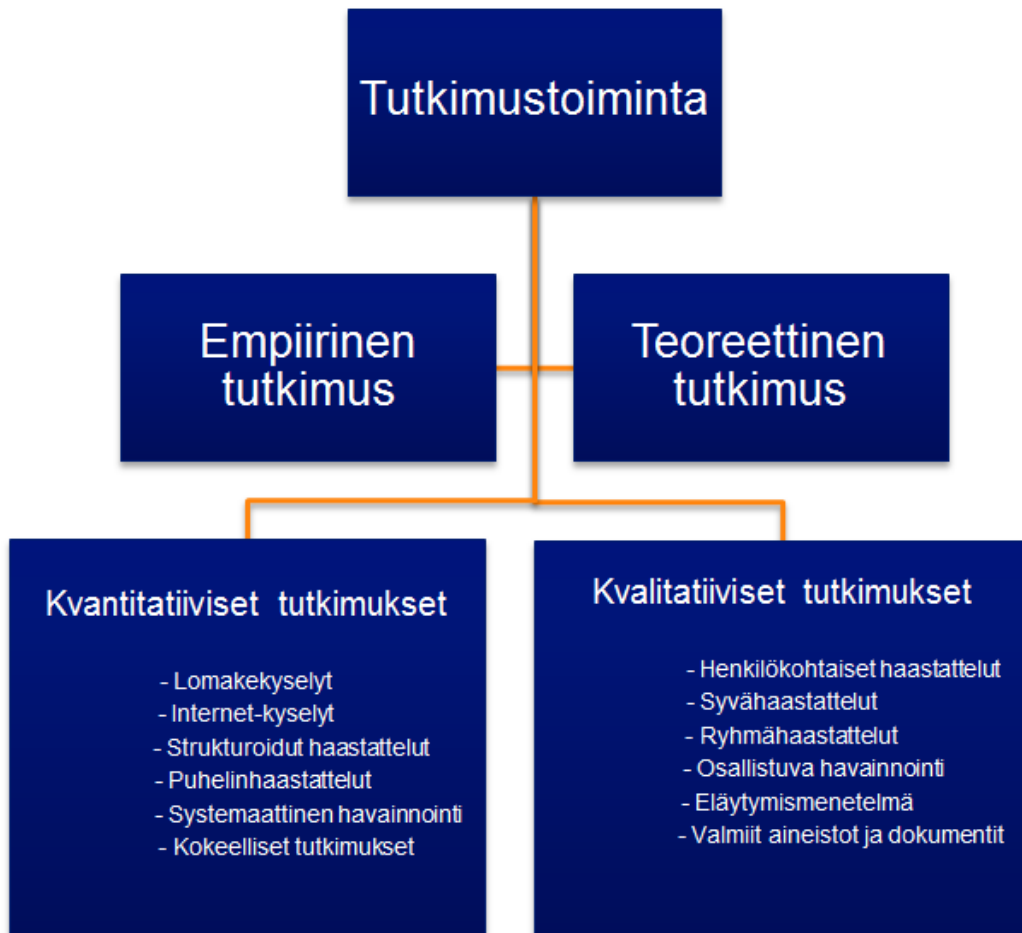 Tutkimustoiminta
Empiirinen
tutkimus
Teoreettinen
tutkimus
Kvantitatiiviset tutkimukset
- Lomakekyselyt
- Internet-kyselyt
- Strukturoidut haastattelut
- Puhelinhaastattelut
- Systemaattinen havainnointi
- Kokeelliset tutkimukset
Kvalitatiiviset tutkimukset
- Henkilökohtaiset haastattelut
- Syvähaastattelut
- Ryhmähaastattelut
- Osallistuva havainnointi
- Eläytymismenetelmä
- Valmiit aineistot ja dokumentit